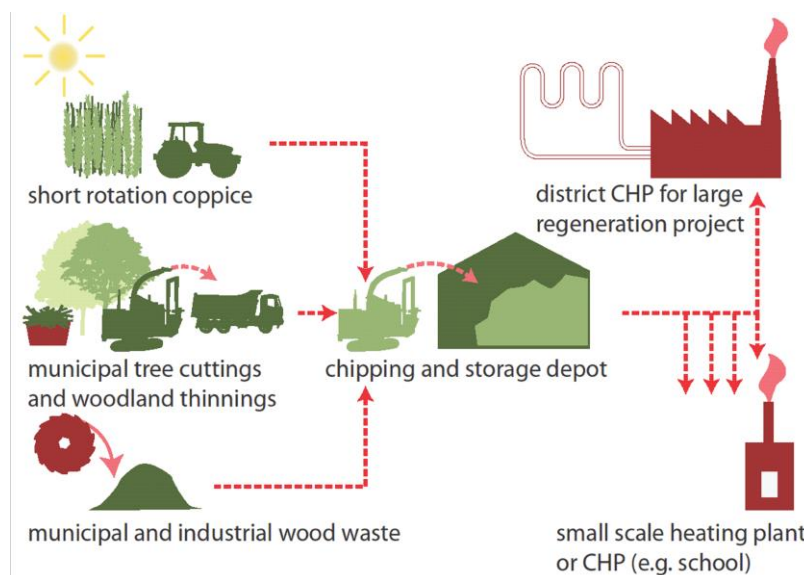 short rotation coppice
district CHP for large
regeneration project
municipal tree cuttings
and woodland thinnings
chipping and storage depot
municipal and industrial wood waste
small scale heating plant
or CHP (e.g. school)